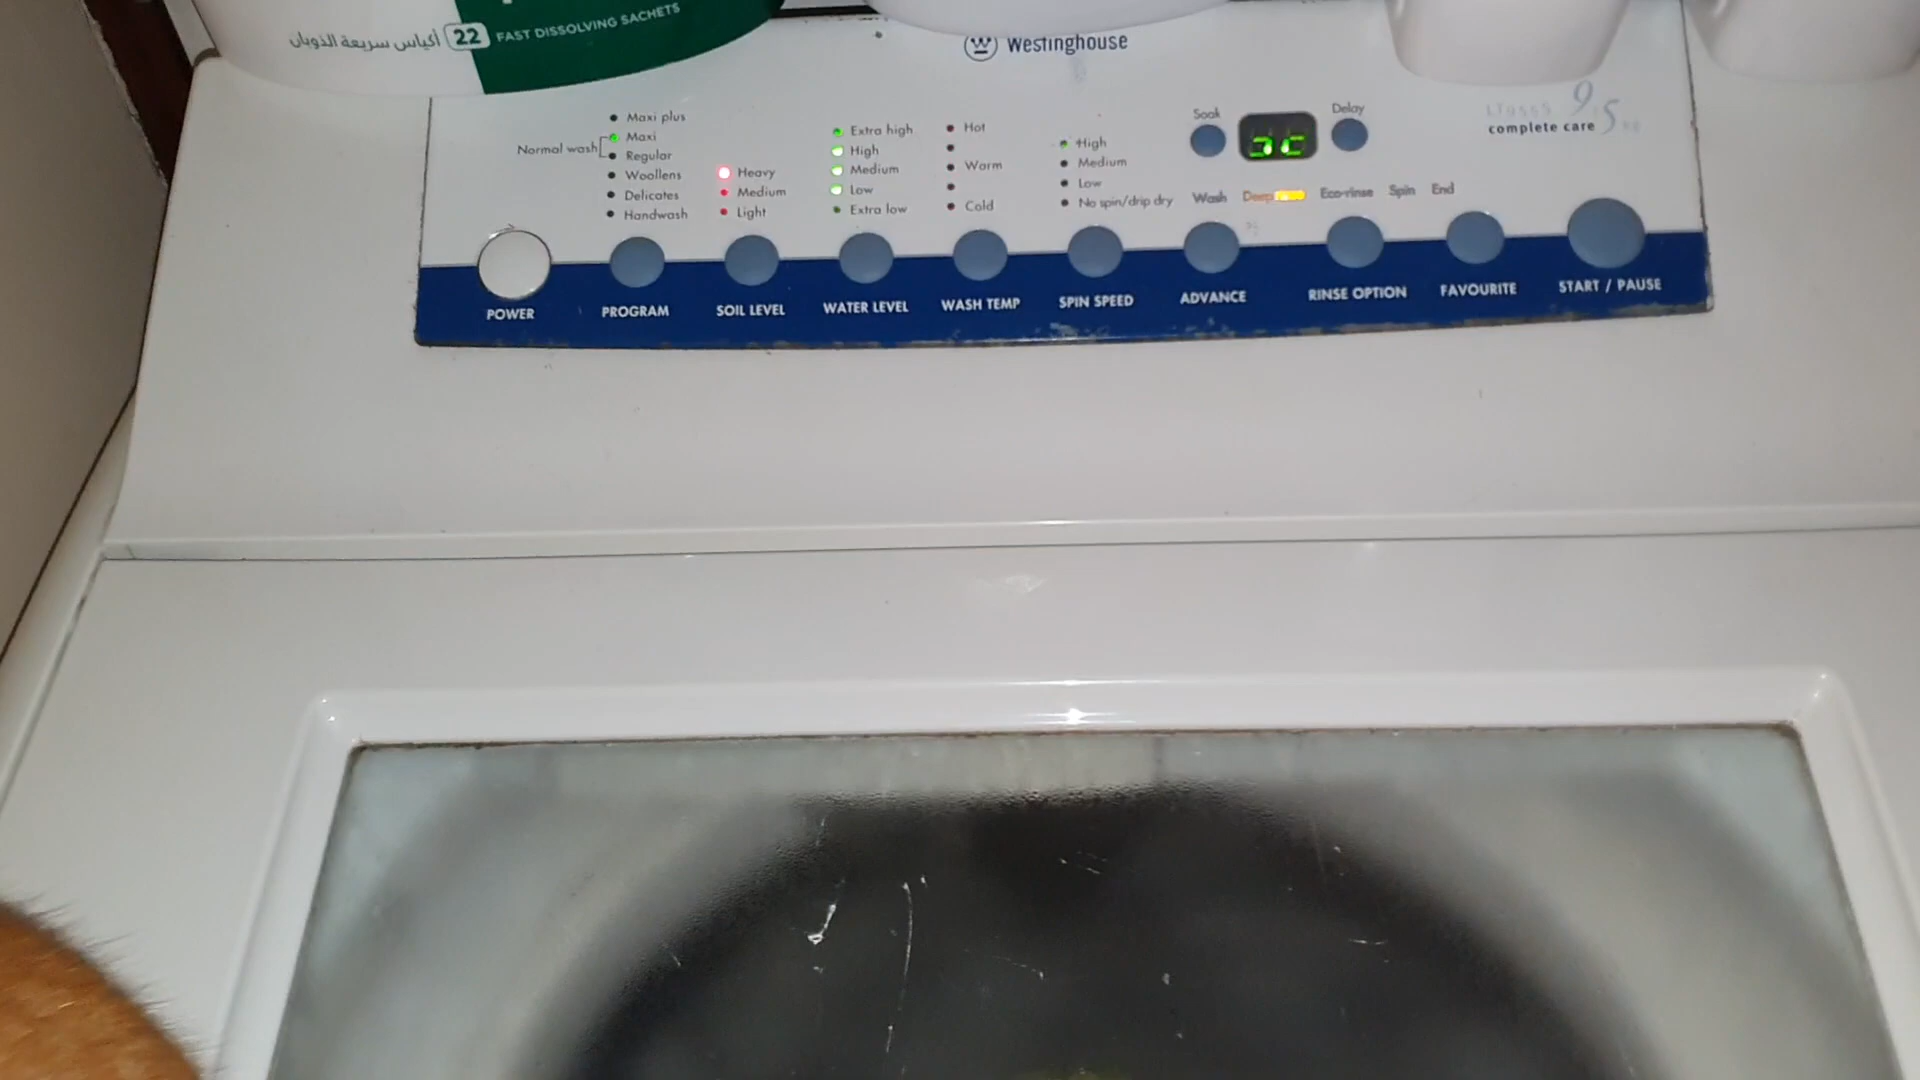 أكياس سريعة الذوبان 22 FAST DISSOLVING SACHETS
Westinghouse
complete care
Maxi plus
Normal wash
Maxi
Regular
Woollens
Delicates
Handwash
Heavy
Medium
Light
Extra high
High
Medium
Low
Extra low
Hot
Warm
Cold
High
Medium
Low
No spin/drip dry
Soak
Delay
Wash
Deep
Eco-rinse
Spin
End
POWER
PROGRAM
SOIL LEVEL
WATER LEVEL
WASH TEMP
SPIN SPEED
ADVANCE
RINSE OPTION
FAVOURITE
START / PAUSE